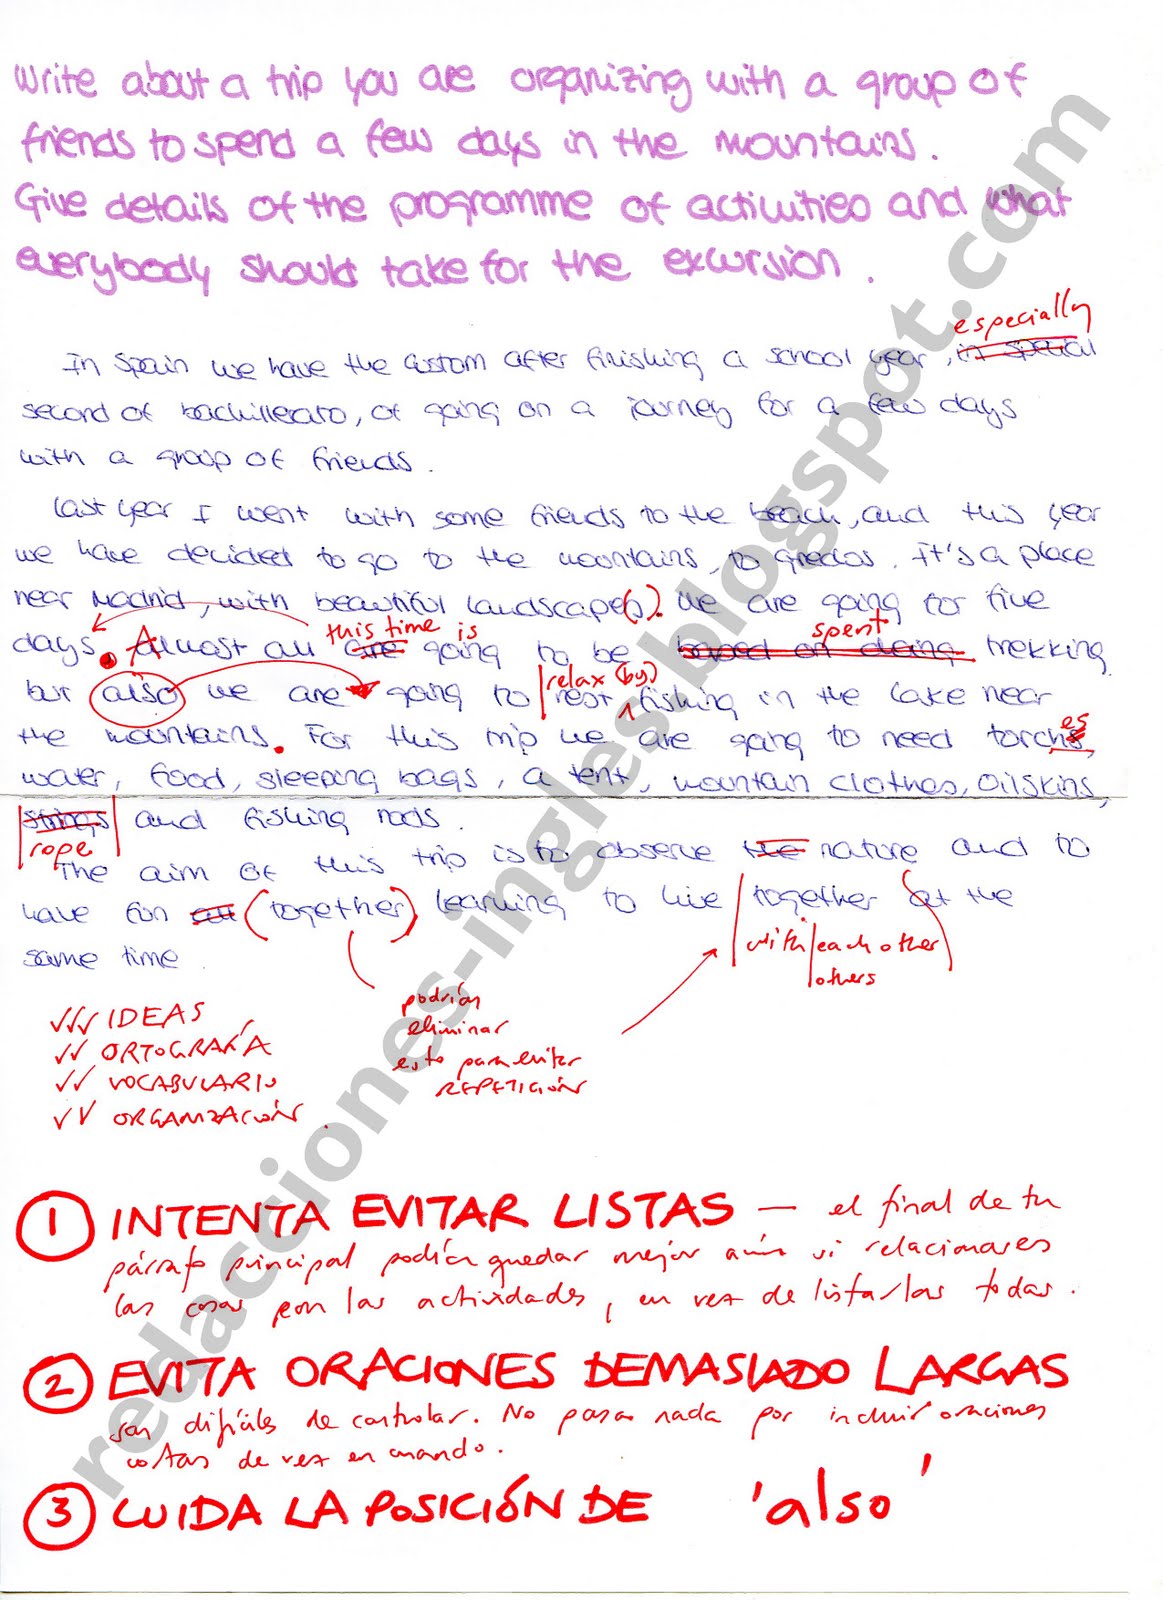 Write about a trip you are organizing with a group of
friends to spend a few days in the mountains.
Give details of the programme of activities and what
everybody should take for the excursion.
especially
In Spain we have the custom after finishing a school year, in special
second of bachillerato, of going on a journey for a few days
with a group of friends.
Last year I went with some friends to the beach, and this year
we have decided to go to the mountains, to Gredos. It's a place
near Madrid, with beautiful landscape(s). We are going for five
this time is spent
days. Almost all are going to be based on doing trekking
relax (by)
but also we are going to rest fishing in the lake near
es
the mountains. For this trip we are going to need torchs,
water, food, sleeping bags, a tent, mountain clothes, oilskins,
strings and fishing rods.
rope
The aim of this trip is to observe the nature and to
have fun all (together) learning to live together at the
with each other
same time.
others
✓✓✓ IDEAS
✓✓ ORTOGRAFÍA
✓✓ VOCABULARIO
✓✓ ORGANIZACIÓN.
podrían
eliminar
esto para evitar
REPETICIÓN
1 INTENTA EVITAR LISTAS — el final de tu
párrafo principal podría quedar mejor aún si relacionares
las cosas con las actividades, en vez de listarlas todas.
2 EVITA ORACIONES DEMASIADO LARGAS
son difíciles de controlar. No pasa nada por incluir oraciones
cortas de vez en cuando.
3 CUIDA LA POSICIÓN DE 'also'
redacciones-ingles.blogspot.com